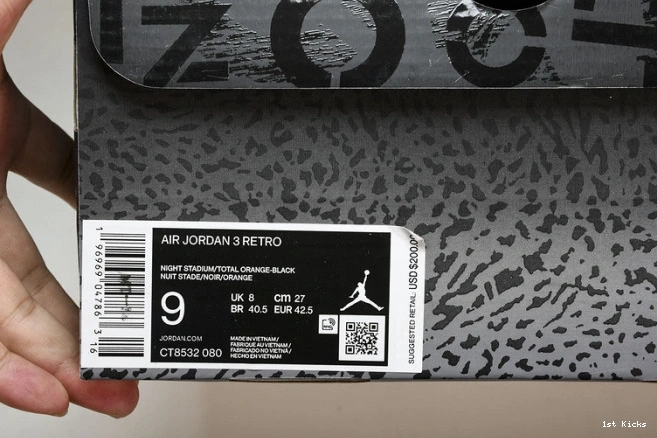 AIR JORDAN 3 RETRO
NIGHT STADIUM/TOTAL ORANGE-BLACK
NUIT STADE/NOIR/ORANGE
9
UK 8 cm 27
BR 40.5 EUR 42.5
JORDAN.COM
CT8532 080
MADE IN VIETNAM/
FABRIQUE AU VIETNAM/
FABRICADO NO VIETNÃ/
HECHO EN VIETNAM
SUGGESTED RETAIL: USD $200.00
1 96969 04786 3 16
1st Kicks